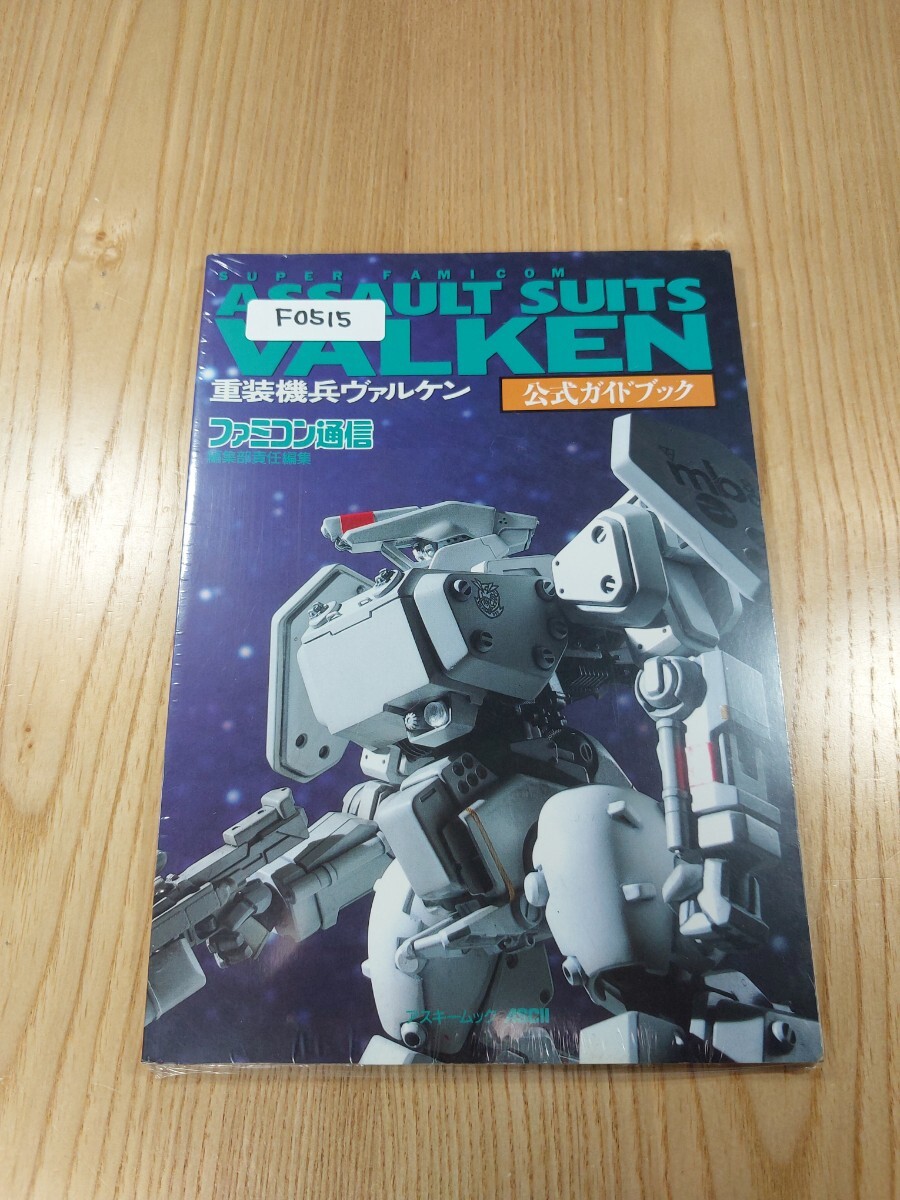 SUPER FAMICOM
ASSAULT SUITS
F0515
VALKEN
重装機兵ヴァルケン
公式ガイドブック
ファミコン通信
編集部責任編集
mb
アスキームック ASCII